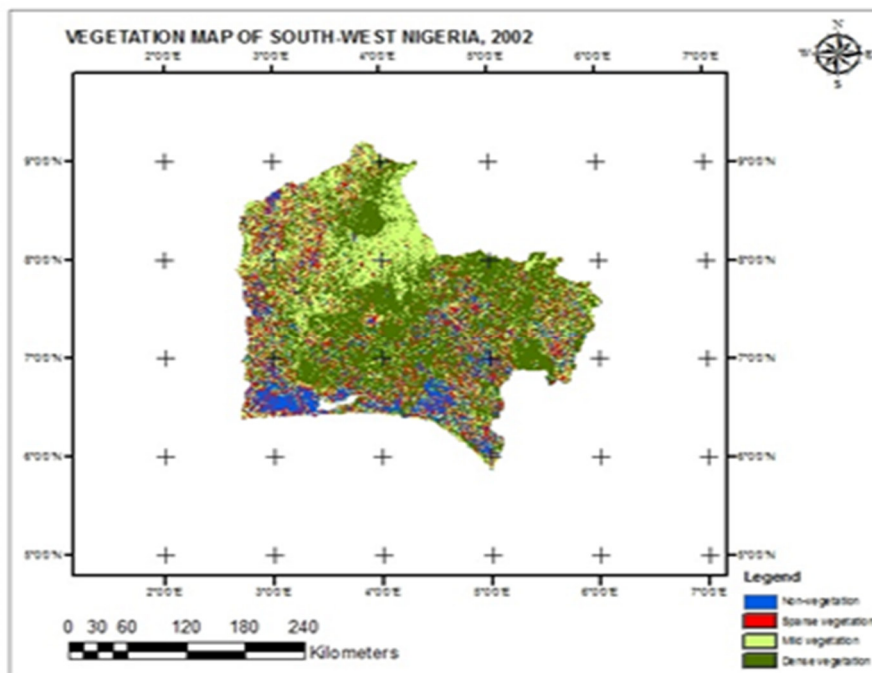 VEGETATION MAP OF SOUTH-WEST NIGERIA, 2002
N
W E
S
2°0'0"E 3°0'0"E 4°0'0"E 5°0'0"E 6°0'0"E 7°0'0"E
9°0'0"N 9°0'0"N
8°0'0"N 8°0'0"N
7°0'0"N 7°0'0"N
6°0'0"N 6°0'0"N
5°0'0"N 5°0'0"N
2°0'0"E 3°0'0"E 4°0'0"E 5°0'0"E 6°0'0"E 7°0'0"E
Legend
Non-vegetation
Sparse vegetation
Mild vegetation
Dense vegetation
0 30 60 120 180 240
Kilometers